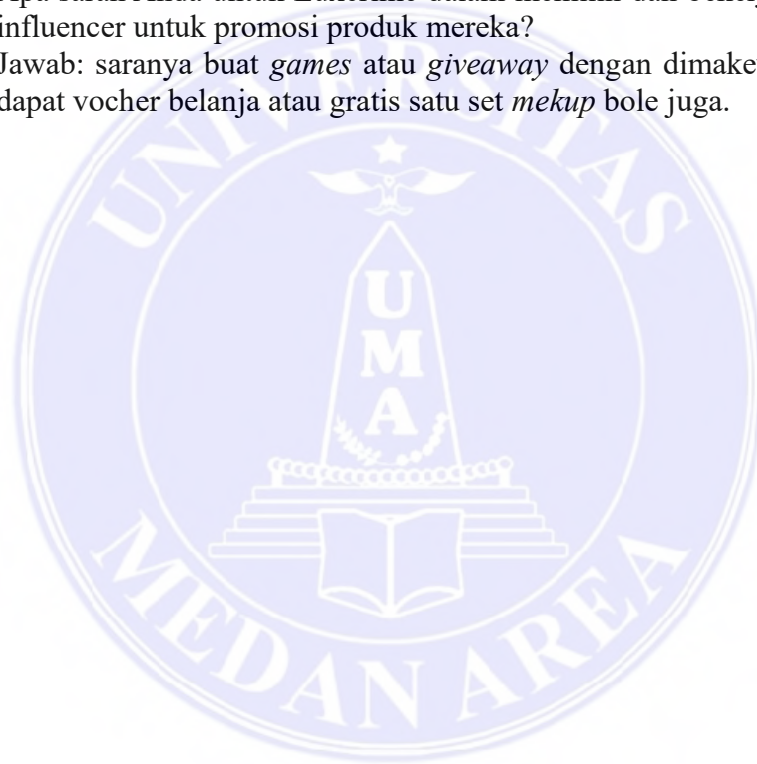 influencer untuk promosi produk mereka?
Jawab: saranya buat games atau giveaway dengan
dapat vocher belanja atau gratis satu set mekup bole juga.
UNIVERSITAS
UMA
MEDAN AREA